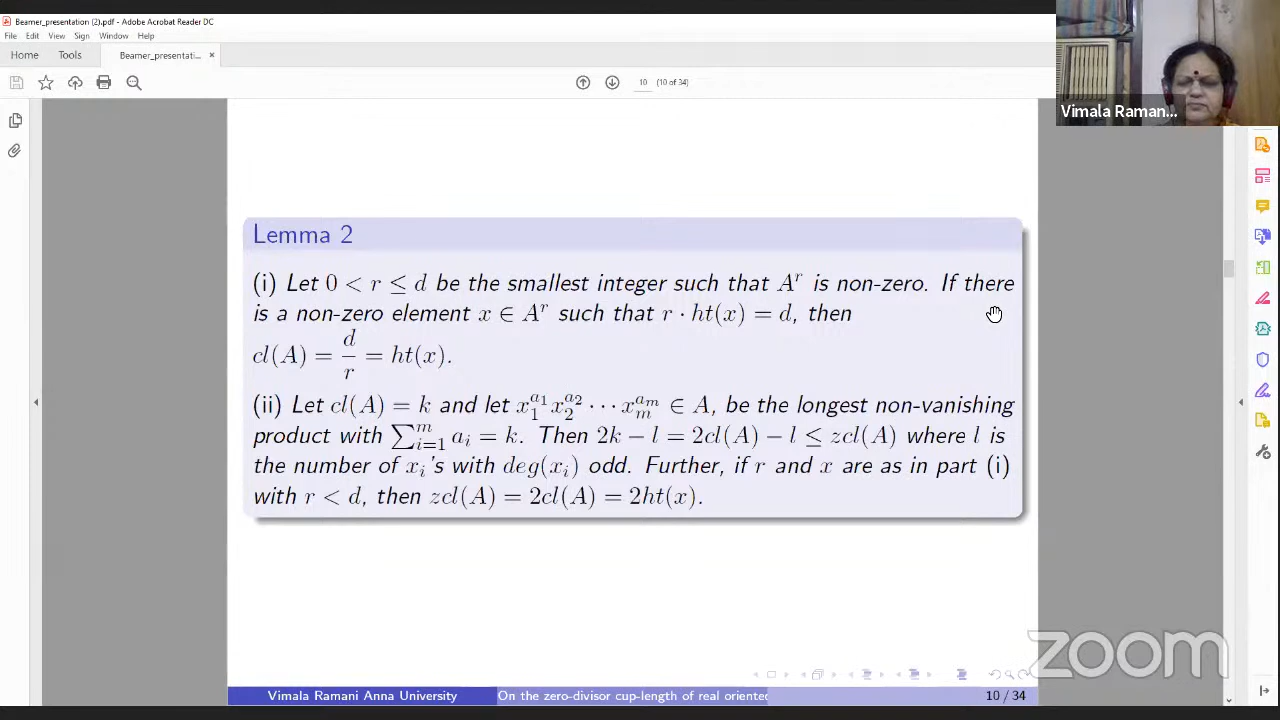 Beamer_presentation (2).pdf - Adobe Acrobat Reader DC
File Edit View Sign Window Help
Home Tools Beamer_presentati... ×
10 (10 of 34)
Vimala Raman...
Lemma 2
(i) Let 0 < r ≤ d be the smallest integer such that A^r is non-zero. If there
is a non-zero element x ∈ A^r such that r · ht(x) = d, then
cl(A) = d/r = ht(x).
(ii) Let cl(A) = k and let x_1^{a_1} x_2^{a_2} ··· x_m^{a_m} ∈ A, be the longest non-vanishing
product with ∑_{i=1}^m a_i = k. Then 2k − l = 2cl(A) − l ≤ zcl(A) where l is
the number of x_i's with deg(x_i) odd. Further, if r and x are as in part (i)
with r < d, then zcl(A) = 2cl(A) = 2ht(x).
zoom
Vimala Ramani Anna University On the zero-divisor cup-length of real oriented 10 / 34